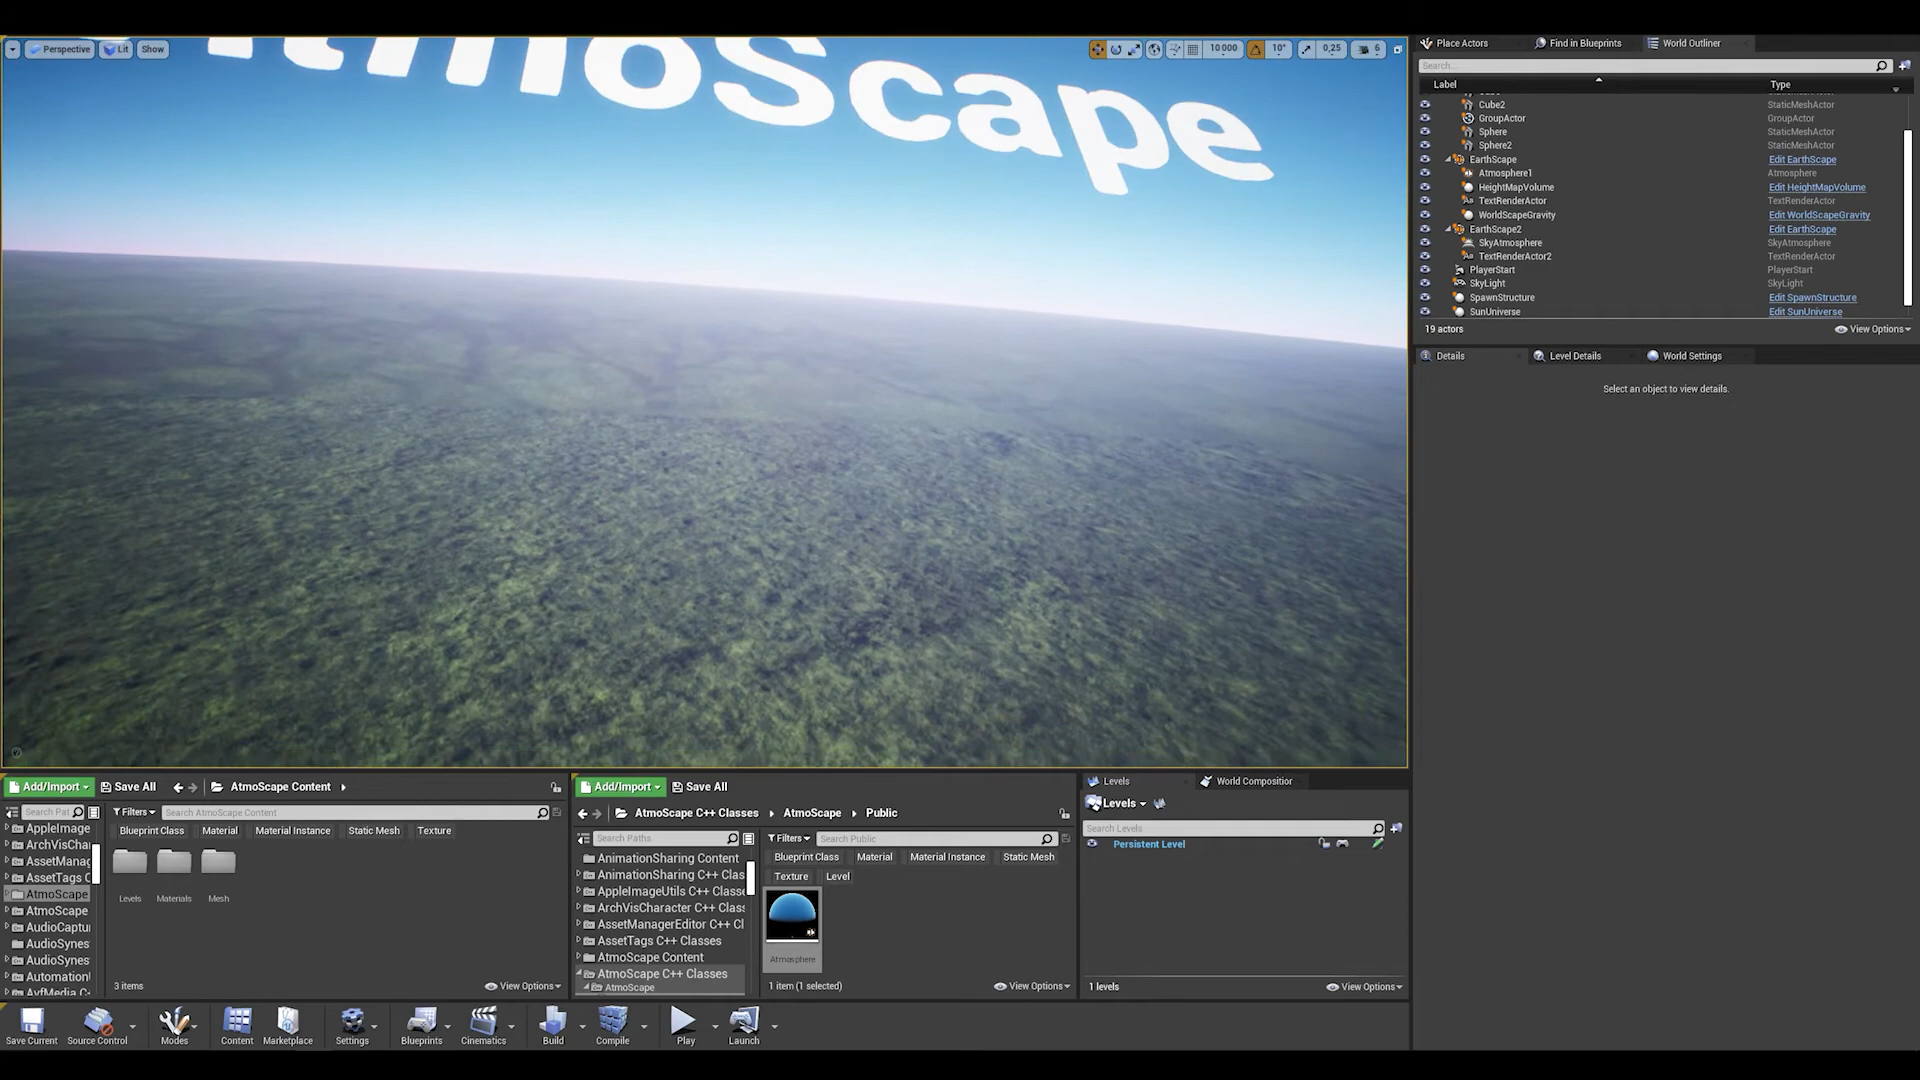 Perspective Lit Show
10 000 10° 0,25 6
tmoScape
Place Actors Find in Blueprints World Outliner
Search...
Label Type
Cube2 StaticMeshActor
GroupActor GroupActor
Sphere StaticMeshActor
Sphere2 StaticMeshActor
EarthScape Edit EarthScape
Atmosphere1 Atmosphere
HeightMapVolume Edit HeightMapVolume
TextRenderActor TextRenderActor
WorldScapeGravity Edit WorldScapeGravity
EarthScape2 Edit EarthScape
SkyAtmosphere SkyAtmosphere
TextRenderActor2 TextRenderActor
PlayerStart PlayerStart
SkyLight SkyLight
SpawnStructure Edit SpawnStructure
SunUniverse Edit SunUniverse
19 actors View Options
Details Level Details World Settings
Select an object to view details.
Add/Import Save All AtmoScape Content
Search Pat Filters Search AtmoScape Content
Blueprint Class Material Material Instance Static Mesh Texture
AppleImage
ArchVisChar
AssetManag
AssetTags C
AtmoScape
AtmoScape
AudioCaptur
AudioSynes
AudioSynes
Automation
AvfMedia C+
Levels Materials Mesh
3 items View Options
Add/Import Save All
AtmoScape C++ Classes AtmoScape Public
Search Paths Filters Search Public
Blueprint Class Material Material Instance Static Mesh
Texture Level
AnimationSharing Content
AnimationSharing C++ Clas
AppleImageUtils C++ Classe
ArchVisCharacter C++ Class
AssetManagerEditor C++ Cl
AssetTags C++ Classes
AtmoScape Content
AtmoScape C++ Classes
AtmoScape
Atmosphere
1 item (1 selected) View Options
Levels World Compositior
Levels
Search Levels
Persistent Level
1 levels View Options
Save Current Source Control Modes Content Marketplace Settings Blueprints Cinematics Build Compile Play Launch